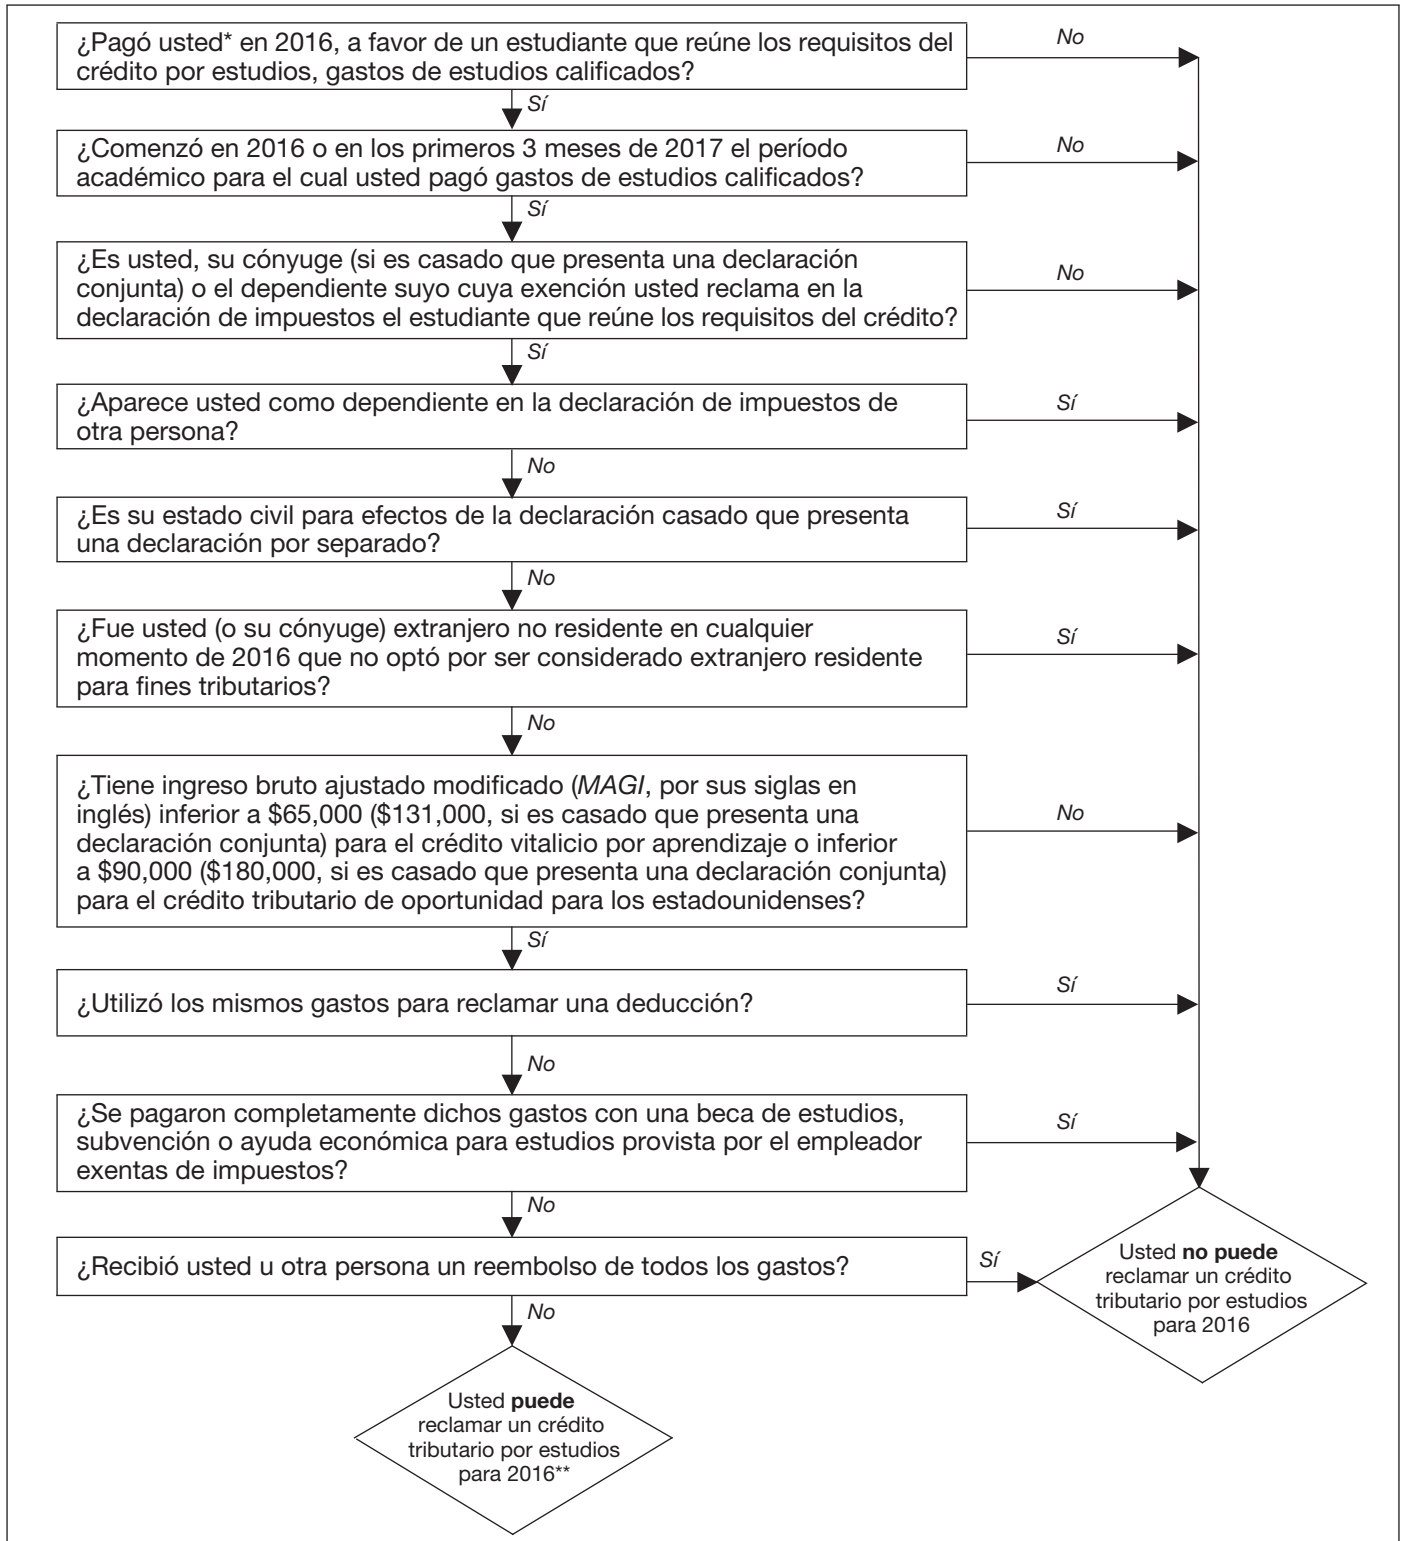 ¿Pagó usted* en 2016, a favor de un estudiante que reúne los requisitos del
crédito por estudios, gastos de estudios calificados?
No
Sí
¿Comenzó en 2016 o en los primeros 3 meses de 2017 el período
académico para el cual usted pagó gastos de estudios calificados?
No
Sí
¿Es usted, su cónyuge (si es casado que presenta una declaración
conjunta) o el dependiente suyo cuya exención usted reclama en la
declaración de impuestos el estudiante que reúne los requisitos del crédito?
No
Sí
¿Aparece usted como dependiente en la declaración de impuestos de
otra persona?
Sí
No
¿Es su estado civil para efectos de la declaración casado que presenta
una declaración por separado?
Sí
No
¿Fue usted (o su cónyuge) extranjero no residente en cualquier
momento de 2016 que no optó por ser considerado extranjero residente
para fines tributarios?
Sí
No
¿Tiene ingreso bruto ajustado modificado (MAGI, por sus siglas en
inglés) inferior a $65,000 ($131,000, si es casado que presenta una
declaración conjunta) para el crédito vitalicio por aprendizaje o inferior
a $90,000 ($180,000, si es casado que presenta una declaración conjunta)
para el crédito tributario de oportunidad para los estadounidenses?
No
Sí
¿Utilizó los mismos gastos para reclamar una deducción?
Sí
No
¿Se pagaron completamente dichos gastos con una beca de estudios,
subvención o ayuda económica para estudios provista por el empleador
exentas de impuestos?
Sí
No
¿Recibió usted u otra persona un reembolso de todos los gastos?
Sí
No
Usted no puede
reclamar un crédito
tributario por estudios
para 2016
Usted puede
reclamar un crédito
tributario por estudios
para 2016**